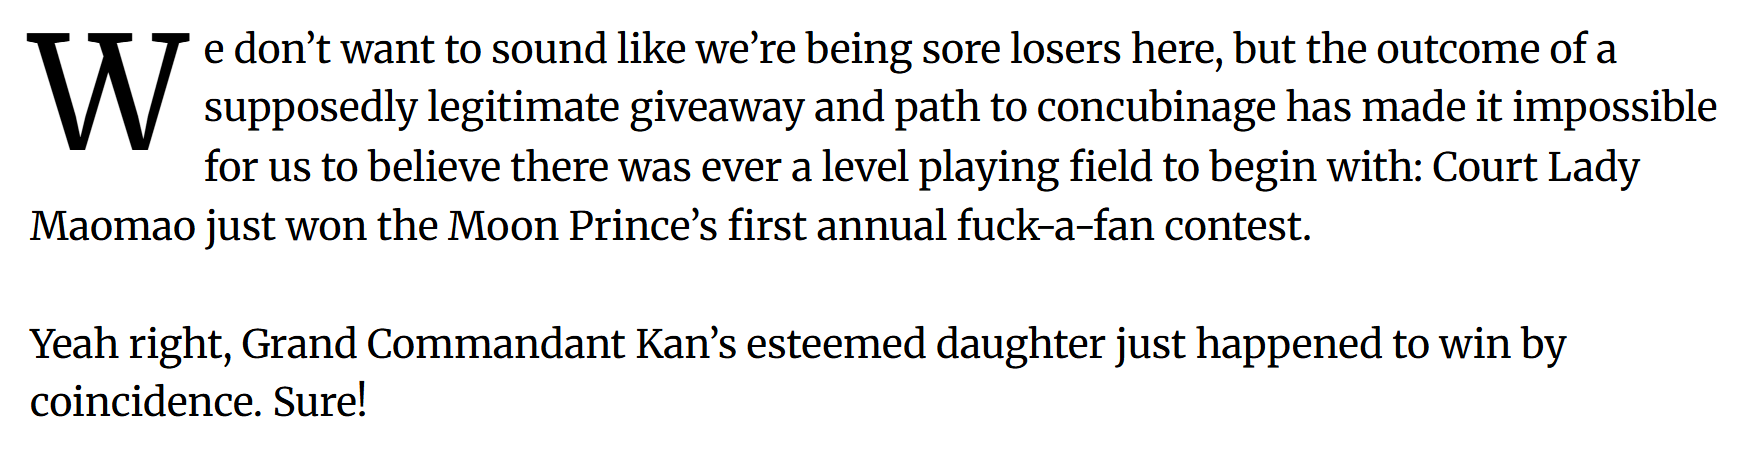 We don’t want to sound like we’re being sore losers here, but the outcome of a
supposedly legitimate giveaway and path to concubinage has made it impossible
for us to believe there was ever a level playing field to begin with: Court Lady
Maomao just won the Moon Prince’s first annual fuck-a-fan contest.
Yeah right, Grand Commandant Kan’s esteemed daughter just happened to win by
coincidence. Sure!